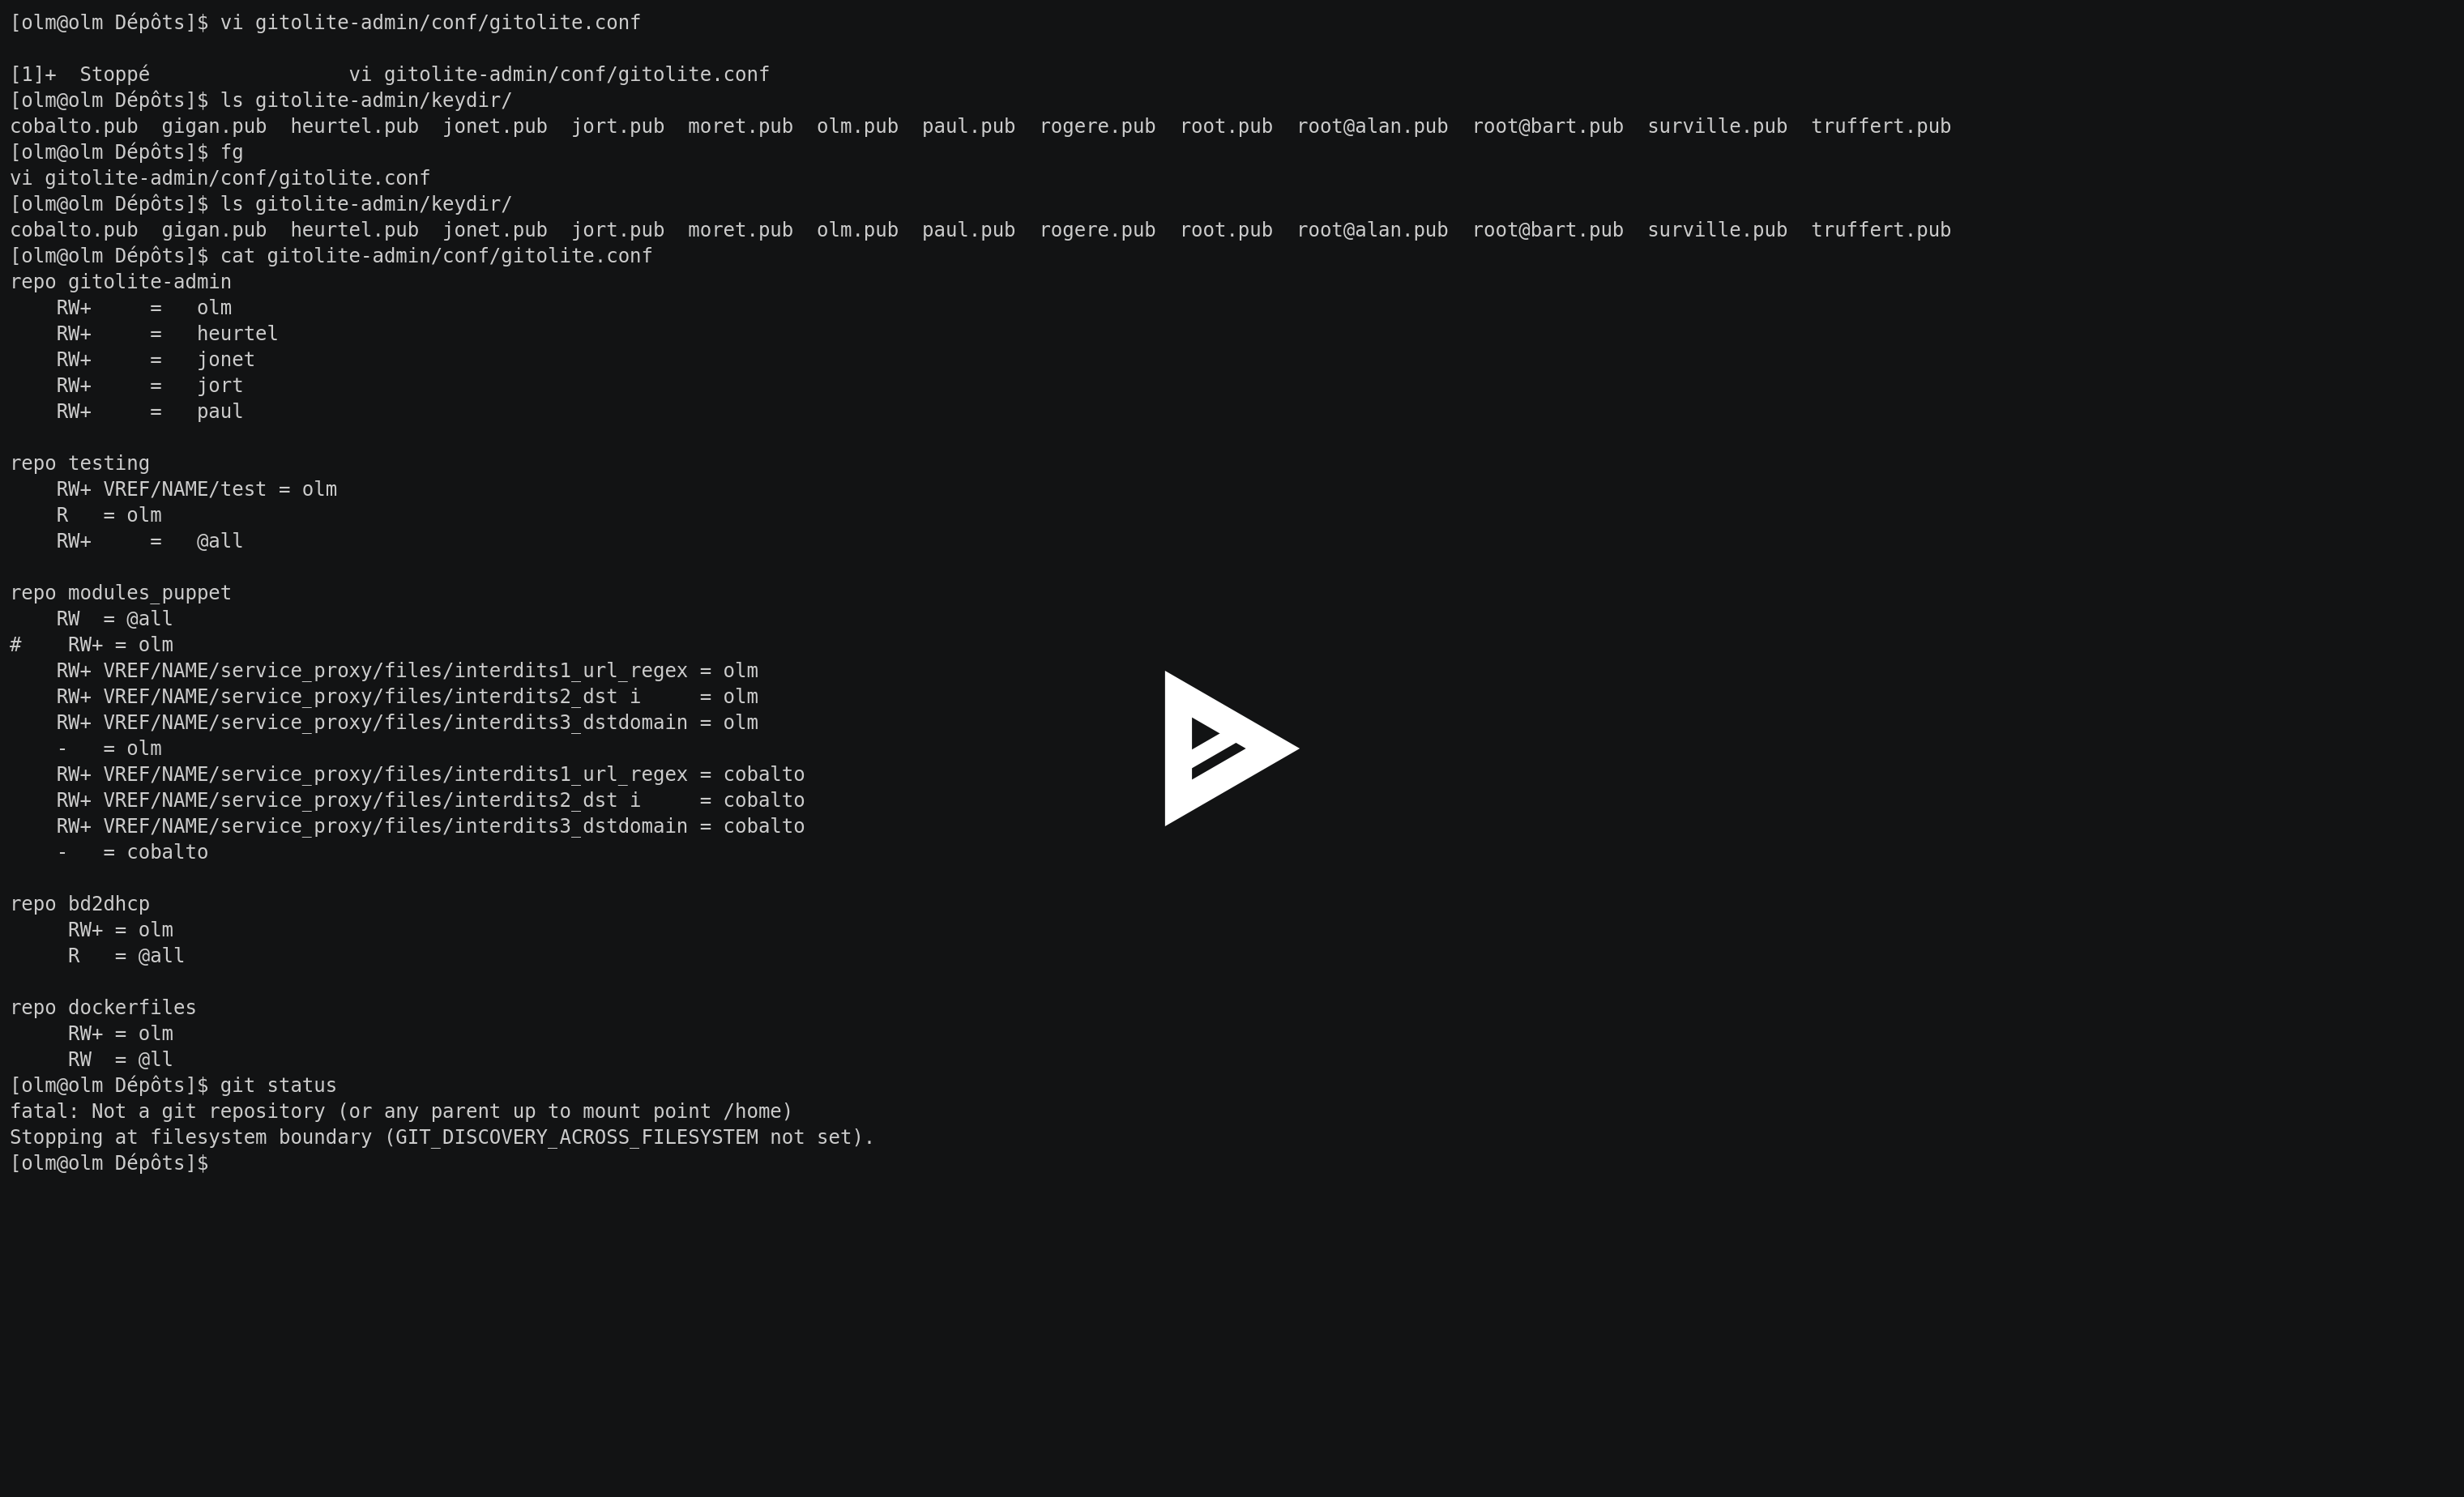 [olm@olm Dépôts]$ vi gitolite-admin/conf/gitolite.conf

[1]+  Stoppé                 vi gitolite-admin/conf/gitolite.conf
[olm@olm Dépôts]$ ls gitolite-admin/keydir/
cobalto.pub  gigan.pub  heurtel.pub  jonet.pub  jort.pub  moret.pub  olm.pub  paul.pub  rogere.pub  root.pub  root@alan.pub  root@bart.pub  surville.pub  truffert.pub
[olm@olm Dépôts]$ fg
vi gitolite-admin/conf/gitolite.conf
[olm@olm Dépôts]$ ls gitolite-admin/keydir/
cobalto.pub  gigan.pub  heurtel.pub  jonet.pub  jort.pub  moret.pub  olm.pub  paul.pub  rogere.pub  root.pub  root@alan.pub  root@bart.pub  surville.pub  truffert.pub
[olm@olm Dépôts]$ cat gitolite-admin/conf/gitolite.conf
repo gitolite-admin
    RW+     =   olm
    RW+     =   heurtel
    RW+     =   jonet
    RW+     =   jort
    RW+     =   paul

repo testing
    RW+ VREF/NAME/test = olm
    R   = olm
    RW+     =   @all

repo modules_puppet
    RW  = @all
#    RW+ = olm
    RW+ VREF/NAME/service_proxy/files/interdits1_url_regex = olm
    RW+ VREF/NAME/service_proxy/files/interdits2_dst i     = olm
    RW+ VREF/NAME/service_proxy/files/interdits3_dstdomain = olm
    -   = olm
    RW+ VREF/NAME/service_proxy/files/interdits1_url_regex = cobalto
    RW+ VREF/NAME/service_proxy/files/interdits2_dst i     = cobalto
    RW+ VREF/NAME/service_proxy/files/interdits3_dstdomain = cobalto
    -   = cobalto

repo bd2dhcp
     RW+ = olm
     R   = @all

repo dockerfiles
     RW+ = olm
     RW  = @ll
[olm@olm Dépôts]$ git status
fatal: Not a git repository (or any parent up to mount point /home)
Stopping at filesystem boundary (GIT_DISCOVERY_ACROSS_FILESYSTEM not set).
[olm@olm Dépôts]$